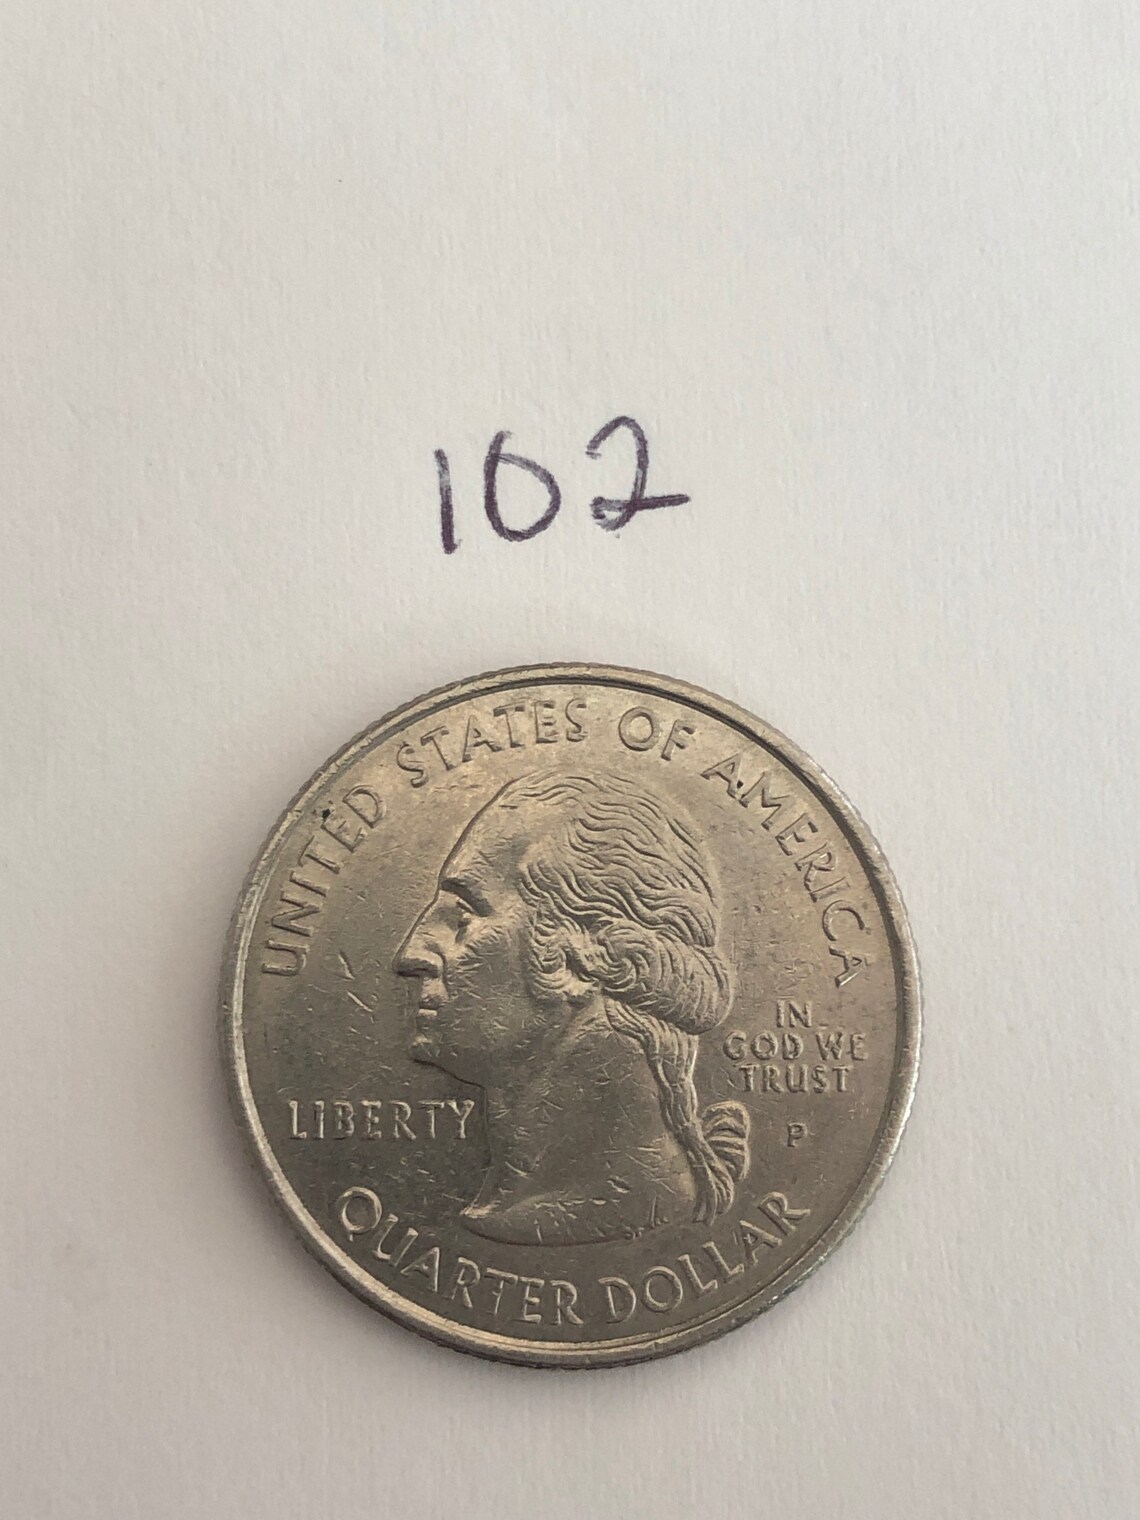 102
UNITED STATES OF AMERICA
IN
GOD WE
TRUST
LIBERTY
P
QUARTER DOLLAR